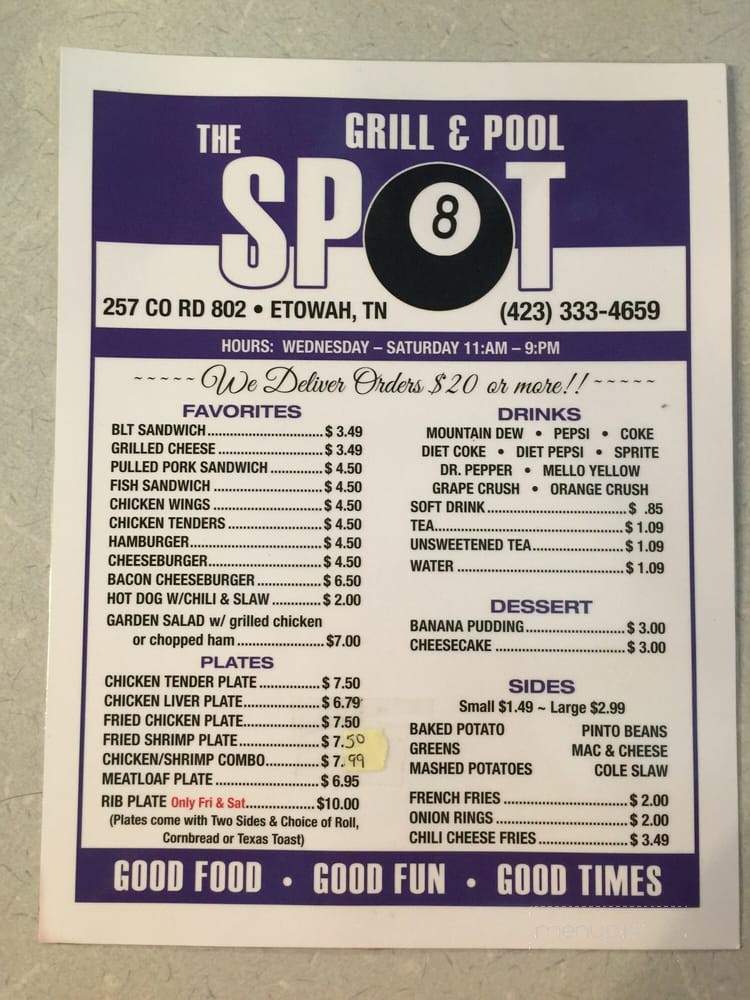 THE
GRILL & POOL
SP8T
257 CO RD 802 • ETOWAH, TN
(423) 333-4659
HOURS: WEDNESDAY – SATURDAY 11:AM – 9:PM
~~~~~ We Deliver Orders $20 or more!! ~~~~~
FAVORITES
BLT SANDWICH............................$ 3.49
GRILLED CHEESE.........................$ 3.49
PULLED PORK SANDWICH ............$ 4.50
FISH SANDWICH ..........................$ 4.50
CHICKEN WINGS ..........................$ 4.50
CHICKEN TENDERS ......................$ 4.50
HAMBURGER................................$ 4.50
CHEESEBURGER...........................$ 4.50
BACON CHEESEBURGER ...............$ 6.50
HOT DOG W/CHILI & SLAW ............$ 2.00
GARDEN SALAD w/ grilled chicken
or chopped ham......................$7.00
PLATES
CHICKEN TENDER PLATE ..............$ 7.50
CHICKEN LIVER PLATE..................$ 6.79
FRIED CHICKEN PLATE..................$ 7.50
FRIED SHRIMP PLATE....................$ 7.50
CHICKEN/SHRIMP COMBO.............$ 7.99
MEATLOAF PLATE ........................$ 6.95
RIB PLATE Only Fri & Sat.................$10.00
(Plates come with Two Sides & Choice of Roll,
Cornbread or Texas Toast)
DRINKS
MOUNTAIN DEW • PEPSI • COKE
DIET COKE • DIET PEPSI • SPRITE
DR. PEPPER • MELLO YELLOW
GRAPE CRUSH • ORANGE CRUSH
SOFT DRINK..................................$ .85
TEA..............................................$ 1.09
UNSWEETENED TEA.......................$ 1.09
WATER .........................................$ 1.09
DESSERT
BANANA PUDDING.........................$ 3.00
CHEESECAKE ................................$ 3.00
SIDES
Small $1.49 ~ Large $2.99
BAKED POTATO PINTO BEANS
GREENS MAC & CHEESE
MASHED POTATOES COLE SLAW
FRENCH FRIES ..............................$ 2.00
ONION RINGS ................................$ 2.00
CHILI CHEESE FRIES......................$ 3.49
GOOD FOOD • GOOD FUN • GOOD TIMES